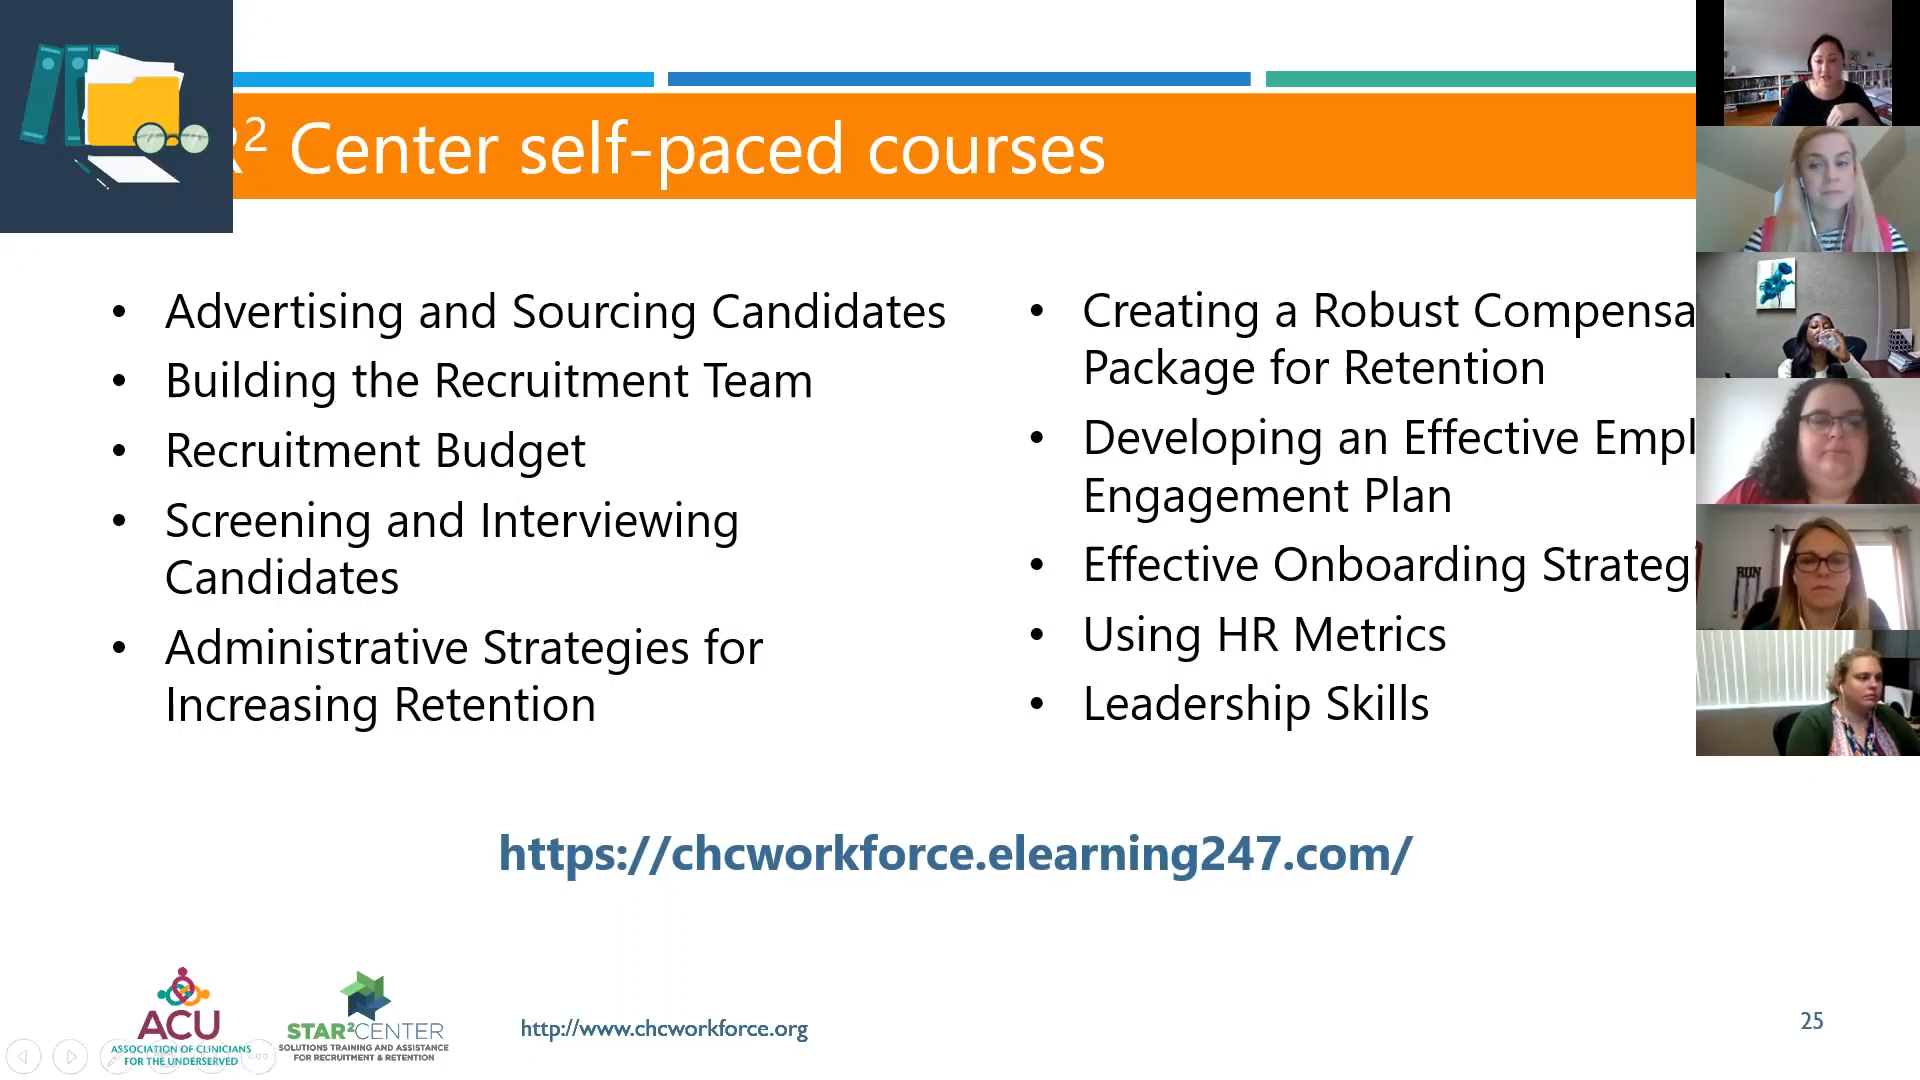 R² Center self-paced courses
• Advertising and Sourcing Candidates
• Building the Recruitment Team
• Recruitment Budget
• Screening and Interviewing
Candidates
• Administrative Strategies for
Increasing Retention
• Creating a Robust Compensa
Package for Retention
• Developing an Effective Empl
Engagement Plan
• Effective Onboarding Strateg
• Using HR Metrics
• Leadership Skills
https://chcworkforce.elearning247.com/
ACU
ASSOCIATION OF CLINICIANS
FOR THE UNDERSERVED
STAR²CENTER
SOLUTIONS TRAINING AND ASSISTANCE
FOR RECRUITMENT & RETENTION
http://www.chcworkforce.org
25
RUN